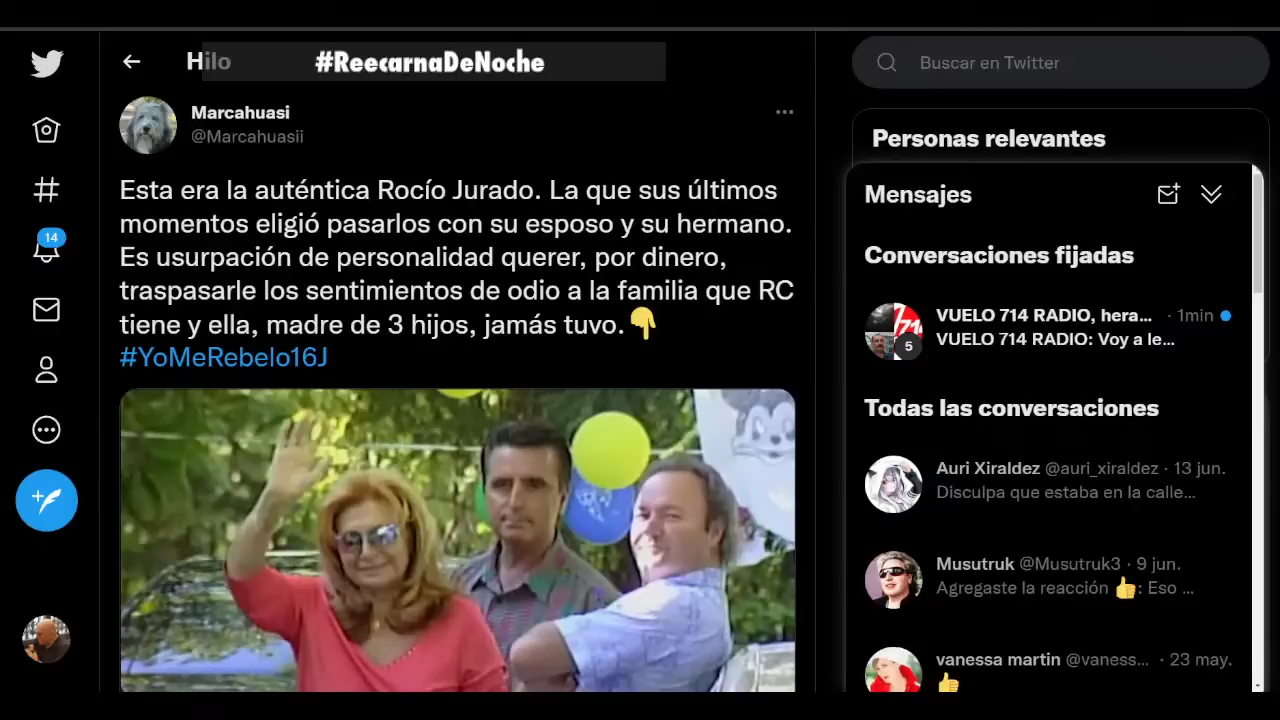 Hilo
#ReecarnaDeNoche
Marcahuasi
@Marcahuasii
Esta era la auténtica Rocío Jurado. La que sus últimos
momentos eligió pasarlos con su esposo y su hermano.
Es usurpación de personalidad querer, por dinero,
traspasarle los sentimientos de odio a la familia que RC
tiene y ella, madre de 3 hijos, jamás tuvo.👇
#YoMeRebelo16J
14
Buscar en Twitter
Personas relevantes
Mensajes
Conversaciones fijadas
VUELO 714 RADIO, hera... · 1min
VUELO 714 RADIO: Voy a le...
5
Todas las conversaciones
Auri Xiraldez @auri_xiraldez · 13 jun.
Disculpa que estaba en la calle...
Musutruk @Musutruk3 · 9 jun.
Agregaste la reacción 👍: Eso ...
vanessa martin @vaness... · 23 may.
👍